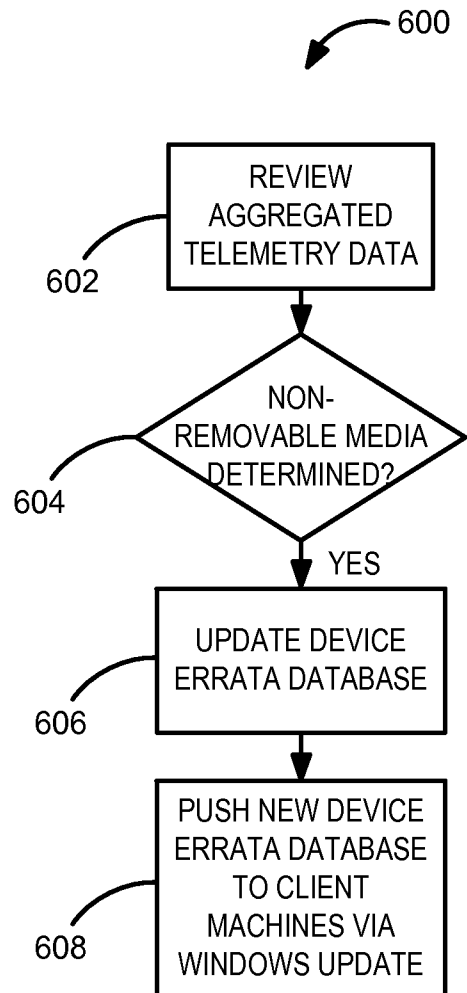 600
REVIEW
AGGREGATED
TELEMETRY DATA
602
NON-
REMOVABLE MEDIA
DETERMINED?
604
YES
UPDATE DEVICE
ERRATA DATABASE
606
PUSH NEW DEVICE
ERRATA DATABASE
TO CLIENT
MACHINES VIA
WINDOWS UPDATE
608